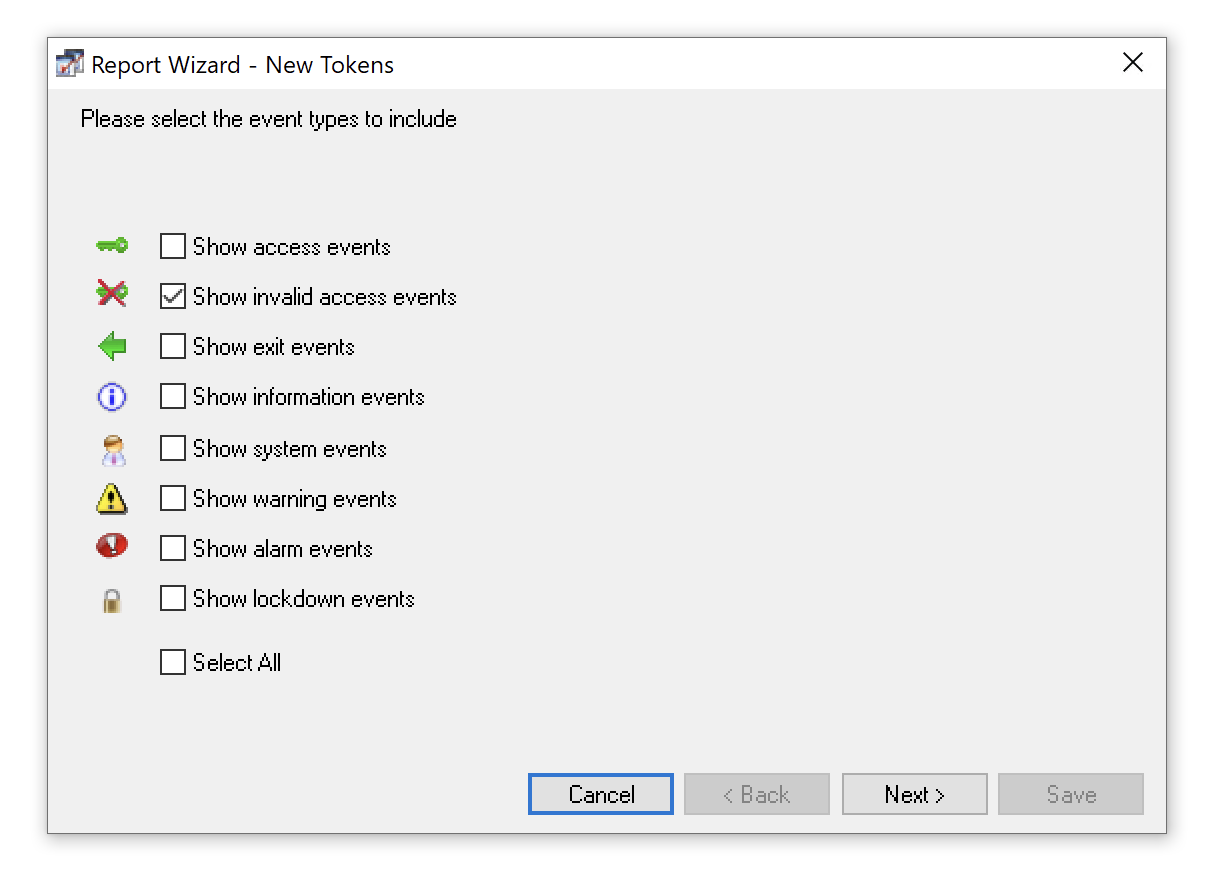 Report Wizard - New Tokens
Please select the event types to include
Show access events
Show invalid access events
Show exit events
Show information events
Show system events
Show warning events
Show alarm events
Show lockdown events
Select All
Cancel
< Back
Next >
Save